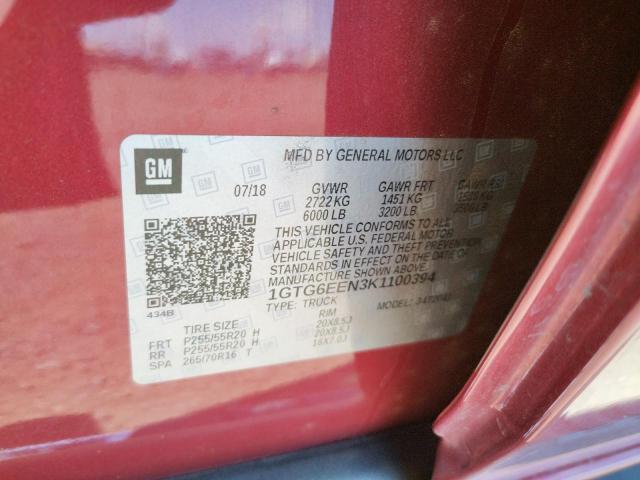 GM
MFD BY GENERAL MOTORS LLC
07/18 GVWR GAWR FRT GAWR RR
2722 KG 1451 KG
6000 LB 3200 LB
THIS VEHICLE CONFORMS TO ALL
APPLICABLE U.S. FEDERAL MOTOR
VEHICLE SAFETY AND THEFT PREVENTION
STANDARDS IN EFFECT ON THE DATE OF
MANUFACTURE SHOWN ABOVE.
1GTG6EEN3K1100394
434B TYPE: TRUCK MODEL:
TIRE SIZE RIM
FRT P255/55R20 H 20X8.5J
RR P255/55R20 H 20X8.5J
SPA 265/70R16 T 16X7.0J